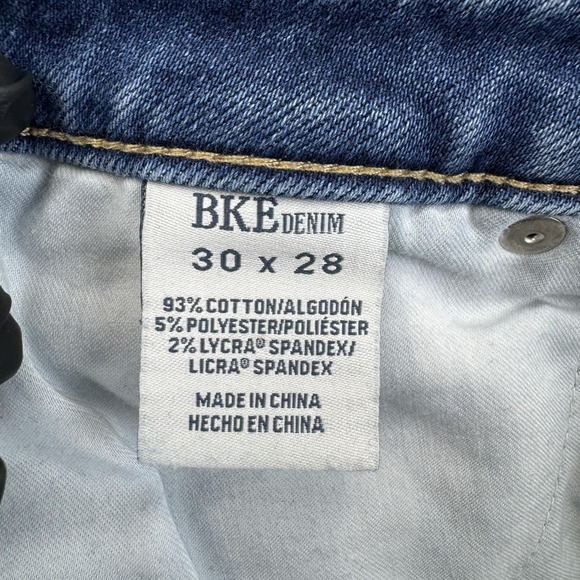 BKE DENIM
30 x 28
93% COTTON/ALGODÓN
5% POLYESTER/POLIÉSTER
2% LYCRA® SPANDEX/
LICRA® SPANDEX
MADE IN CHINA
HECHO EN CHINA